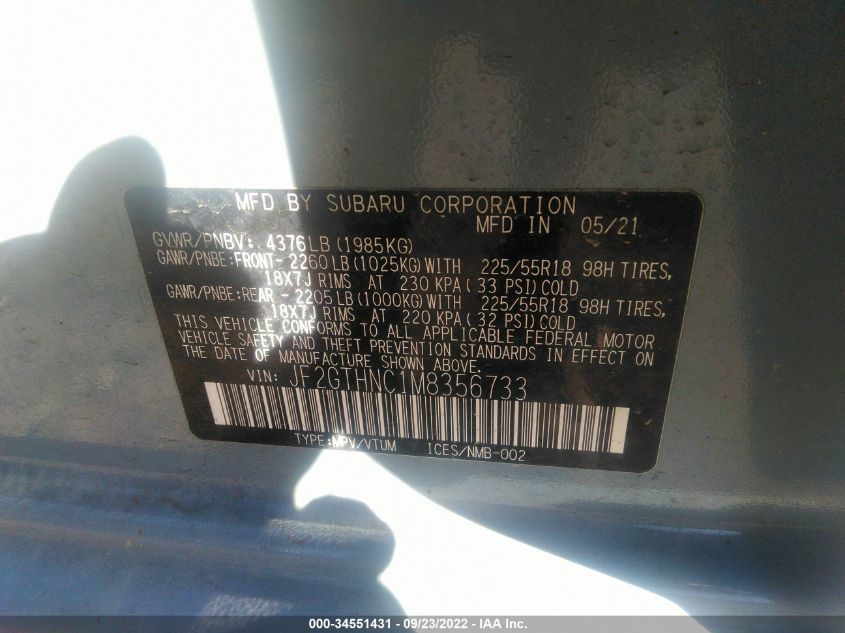 MFD BY SUBARU CORPORATION
MFD IN 05/21
GVWR/PNBV: 4376LB(1985KG)
GAWR/PNBE:FRONT- 2260LB(1025KG)WITH 225/55R18 98H TIRES,
18X7J RIMS AT 230 KPA(33 PSI)COLD
GAWR/PNBE:REAR - 2205LB(1000KG)WITH 225/55R18 98H TIRES,
18X7J RIMS AT 220 KPA(32 PSI)COLD
THIS VEHICLE CONFORMS TO ALL APPLICABLE FEDERAL MOTOR
VEHICLE SAFETY AND THEFT PREVENTION STANDARDS IN EFFECT ON
THE DATE OF MANUFACTURE SHOWN ABOVE.
VIN: JF2GTHNC1M8356733
TYPE:MPV/VTUM ICES/NMB-002
000-34551431 - 09/23/2022 - IAA Inc.